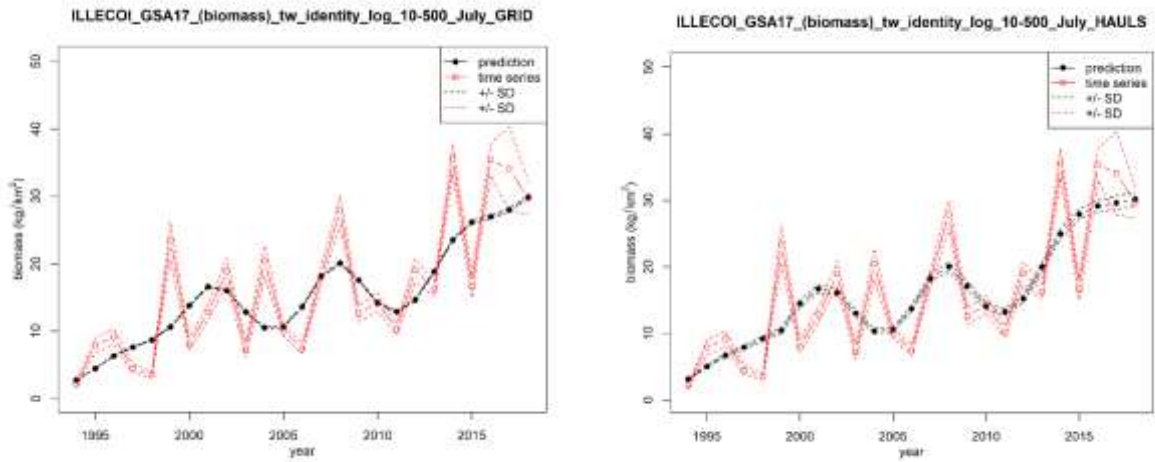 ILLECOI_GSA17_(biomass)_tw_identity_log_10-500_July_GRID
prediction
time series
+/- SD
+/- SD
biomass (kg/km²)
0
10
20
30
40
50
1995
2000
2005
2010
2015
year
ILLECOI_GSA17_(biomass)_tw_identity_log_10-500_July_HAULS
prediction
time series
+/- SD
+/- SD
biomass (kg/km²)
0
10
20
30
40
50
1995
2000
2005
2010
2015
year